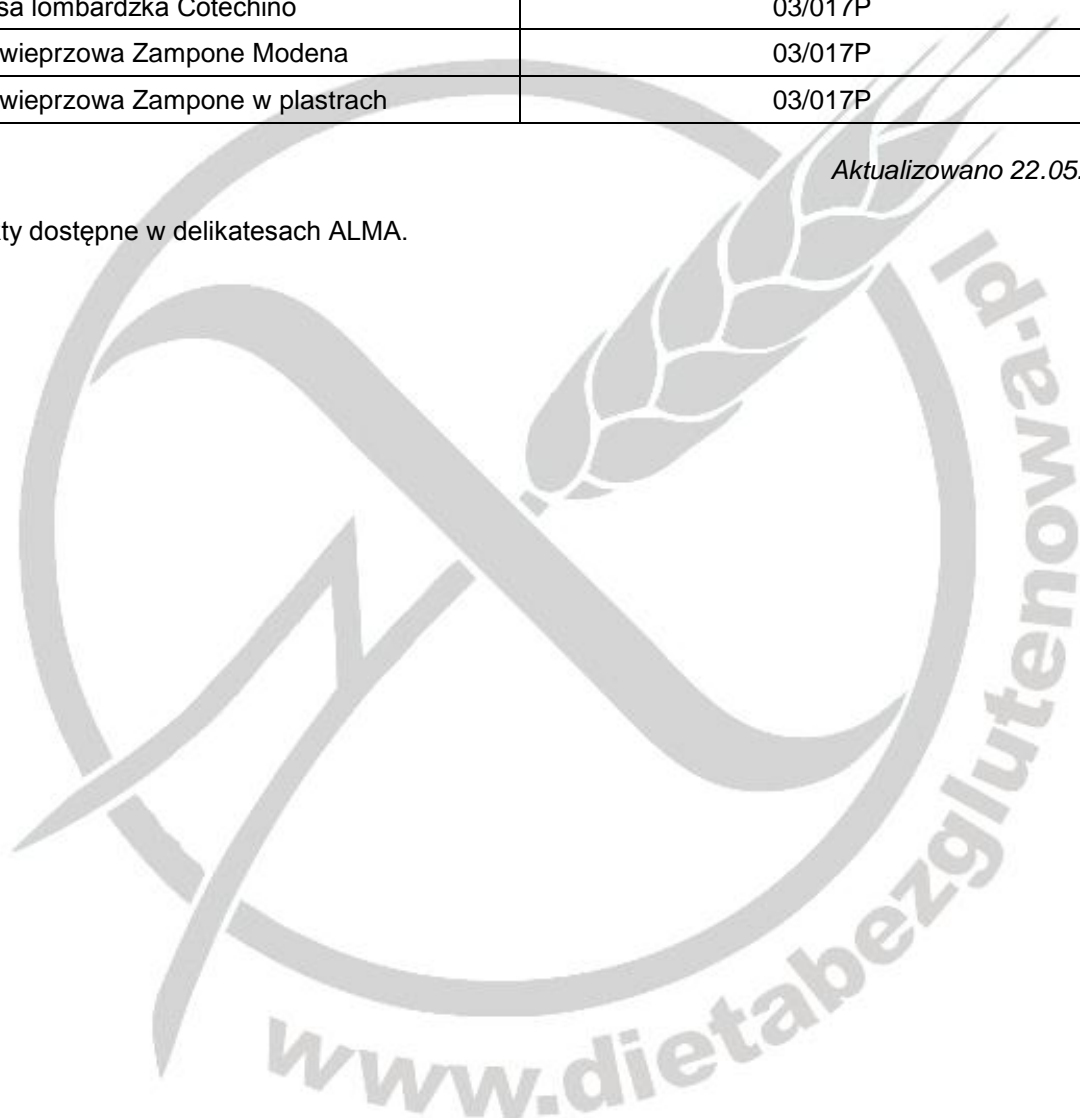 sa lombardzka Cotechino 03/017P
wieprzowa Zampone Modena 03/017P
wieprzowa Zampone w plastrach 03/017P
Aktualizowano 22.05.
ty dostępne w delikatesach ALMA.
www.dietabezglutenowa.pl